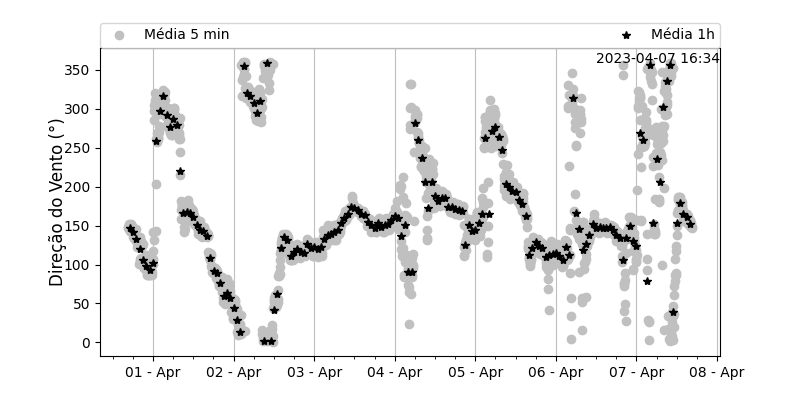 Média 5 min
Média 1h
2023-04-07 16:34
Direção do Vento (°)
350
300
250
200
150
100
50
0
01 - Apr
02 - Apr
03 - Apr
04 - Apr
05 - Apr
06 - Apr
07 - Apr
08 - Apr